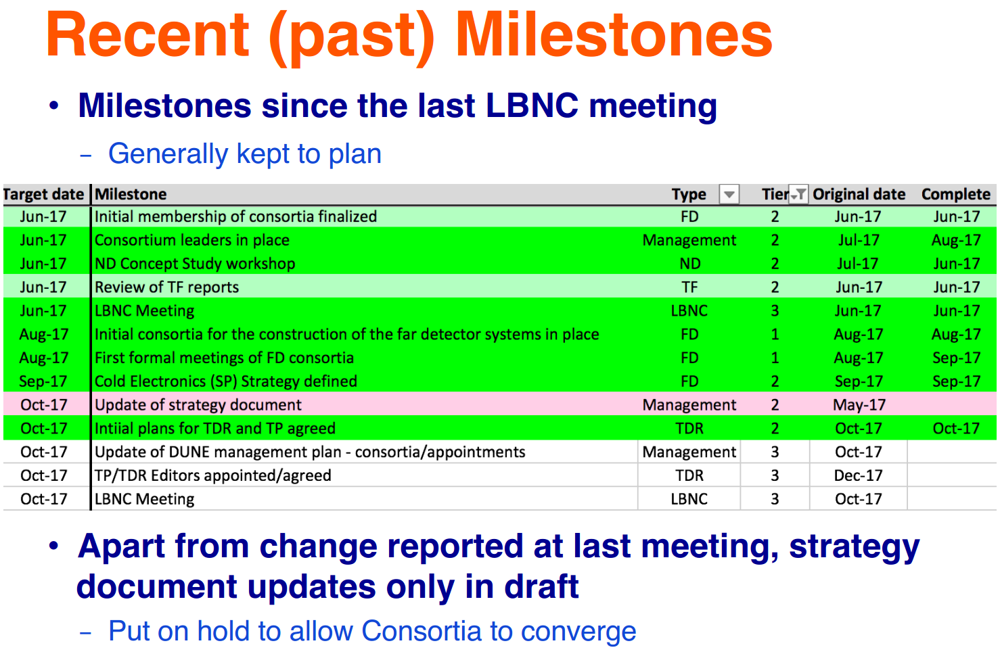 Recent (past) Milestones
• Milestones since the last LBNC meeting
– Generally kept to plan
Target date Milestone Type Tier Original date Complete
Jun-17 Initial membership of consortia finalized FD 2 Jun-17 Jun-17
Jun-17 Consortium leaders in place Management 2 Jul-17 Aug-17
Jun-17 ND Concept Study workshop ND 2 Jul-17 Jun-17
Jun-17 Review of TF reports TF 2 Jun-17 Jun-17
Jun-17 LBNC Meeting LBNC 3 Jun-17 Jun-17
Aug-17 Initial consortia for the construction of the far detector systems in place FD 1 Aug-17 Aug-17
Aug-17 First formal meetings of FD consortia FD 1 Aug-17 Sep-17
Sep-17 Cold Electronics (SP) Strategy defined FD 2 Sep-17 Sep-17
Oct-17 Update of strategy document Management 2 May-17
Oct-17 Intiial plans for TDR and TP agreed TDR 2 Oct-17 Oct-17
Oct-17 Update of DUNE management plan - consortia/appointments Management 3 Oct-17
Oct-17 TP/TDR Editors appointed/agreed TDR 3 Dec-17
Oct-17 LBNC Meeting LBNC 3 Oct-17
• Apart from change reported at last meeting, strategy
document updates only in draft
– Put on hold to allow Consortia to converge